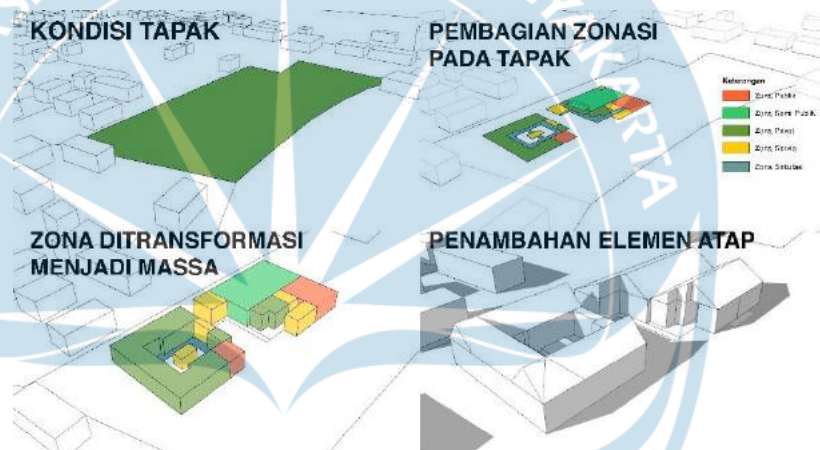 KONDISI TAPAK
PEMBAGIAN ZONASI
PADA TAPAK
Keterangan
Zona Publik
Zona Semi Publik
Zona Privat
Zona Servis
Zona Sirkulasi
YAKARTA
ZONA DITRANSFORMASI
MENJADI MASSA
PENAMBAHAN ELEMEN ATAP